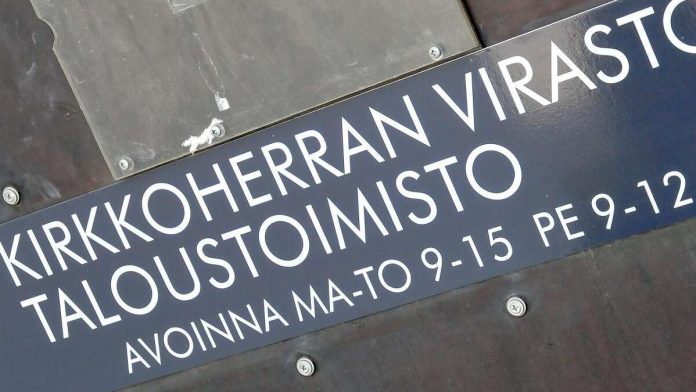 KIRKKOHERRAN VIRASTO
TALOUSTOIMISTO
AVOINNA MA-TO 9-15 PE 9-12